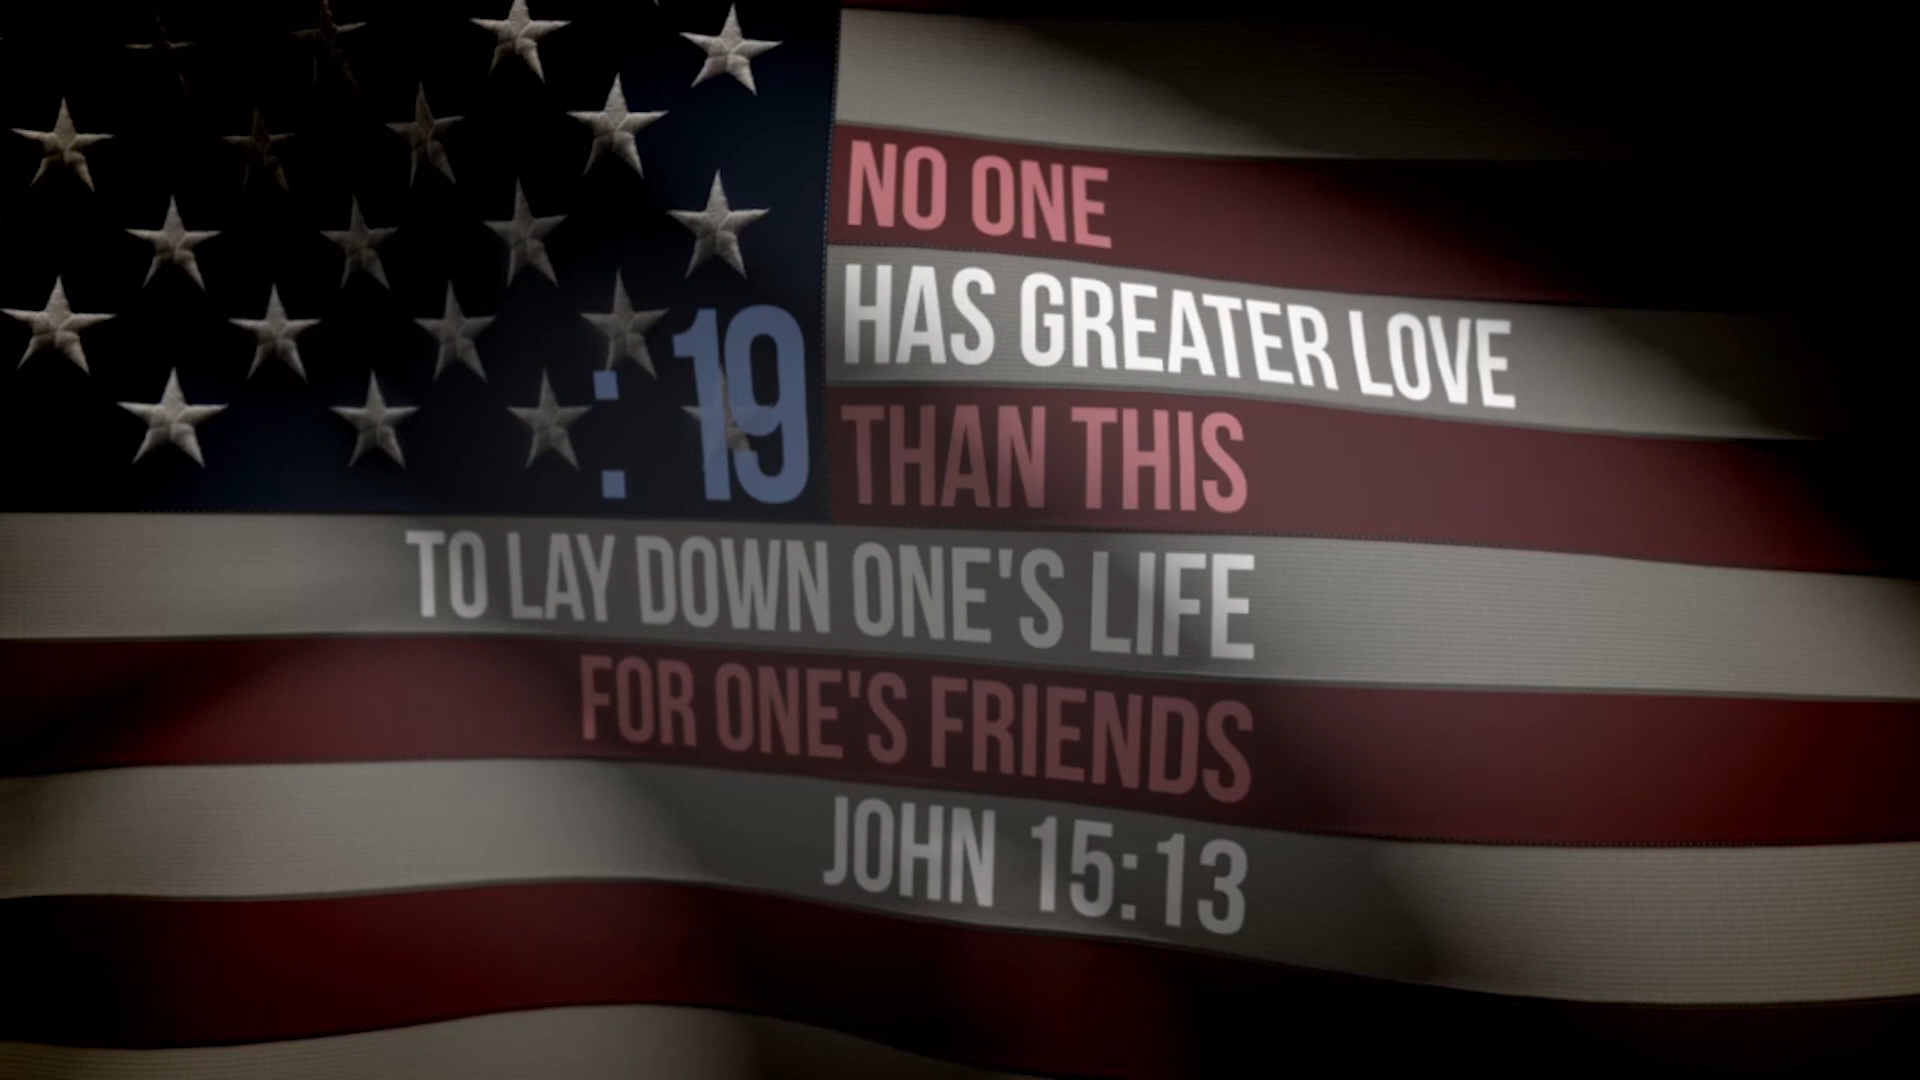 NO ONE
HAS GREATER LOVE
:19
THAN THIS
TO LAY DOWN ONE'S LIFE
FOR ONE'S FRIENDS
JOHN 15:13